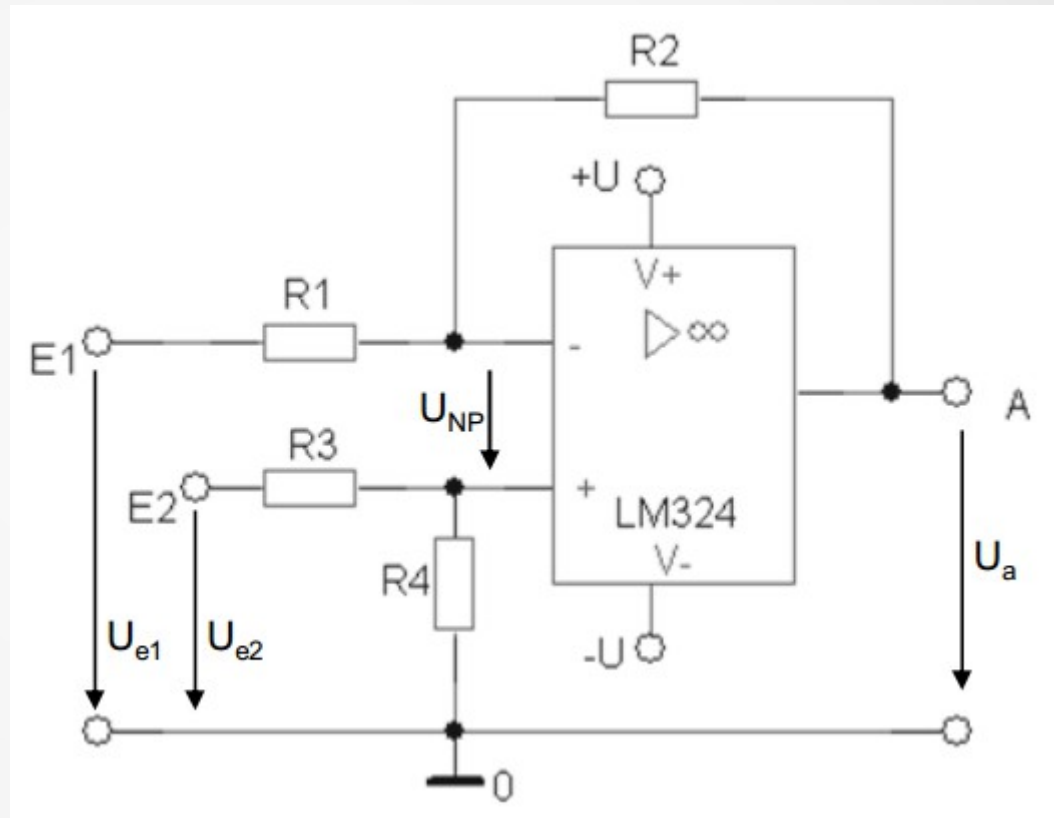 R2
+U
V+
R1
∞
E1
-
U_NP
A
R3
+
E2
LM324
R4
V-
U_a
U_e1
U_e2
-U
0